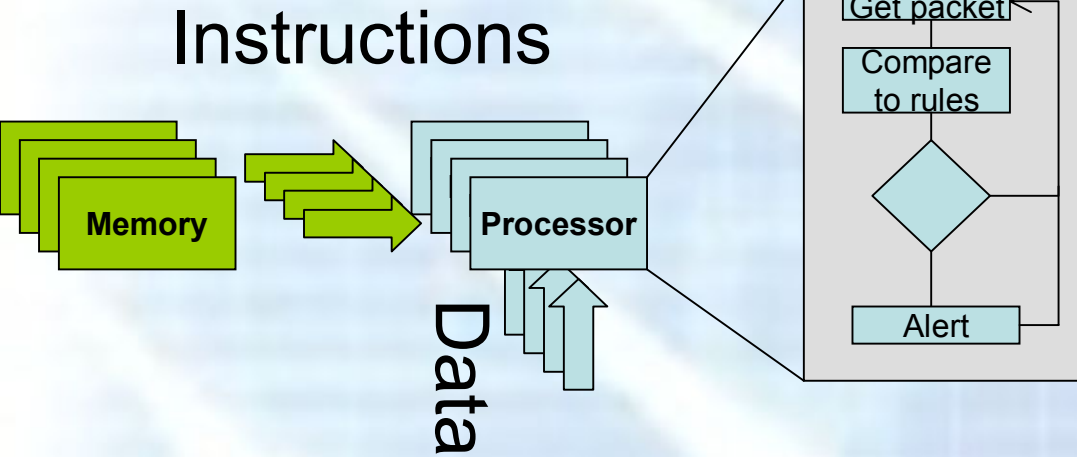 Instructions
Get packet
Compare
to rules
Memory
Processor
Alert
Data